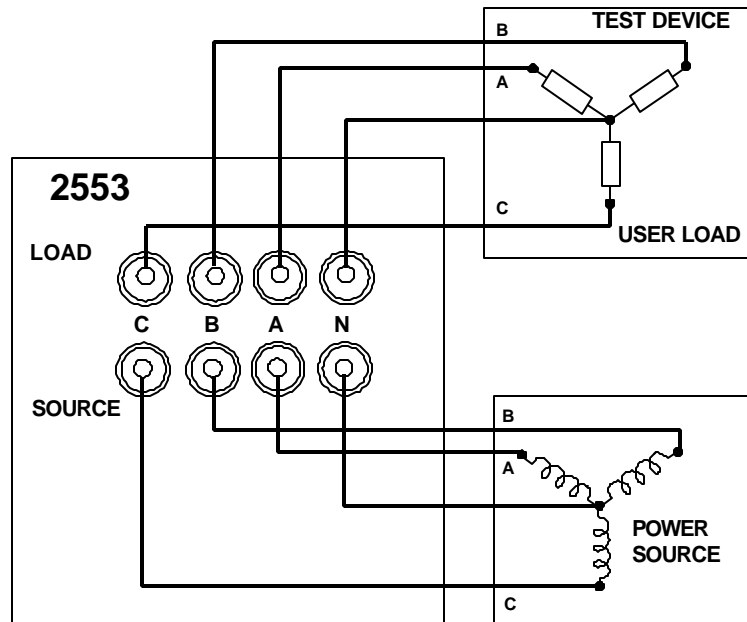 TEST DEVICE
B
A
2553
C
LOAD
USER LOAD
C B A N
SOURCE
B
A
POWER
SOURCE
C